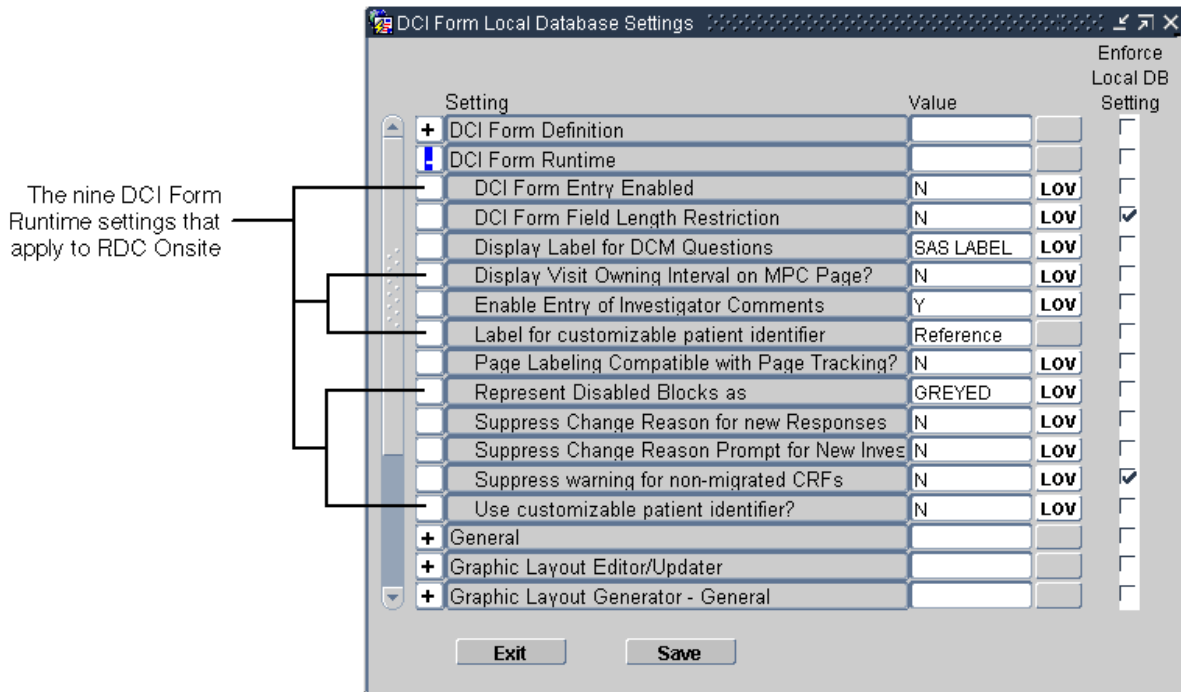 DCI Form Local Database Settings
Enforce
Local DB
Setting
Setting Value
+ DCI Form Definition
- DCI Form Runtime
The nine DCI Form
Runtime settings that
apply to RDC Onsite
DCI Form Entry Enabled N LOV
DCI Form Field Length Restriction N LOV
Display Label for DCM Questions SAS LABEL LOV
Display Visit Owning Interval on MPC Page? N LOV
Enable Entry of Investigator Comments Y LOV
Label for customizable patient identifier Reference
Page Labeling Compatible with Page Tracking? N LOV
Represent Disabled Blocks as GREYED LOV
Suppress Change Reason for new Responses N LOV
Suppress Change Reason Prompt for New Inves N LOV
Suppress warning for non-migrated CRFs N LOV
Use customizable patient identifier? N LOV
+ General
+ Graphic Layout Editor/Updater
+ Graphic Layout Generator - General
Exit Save